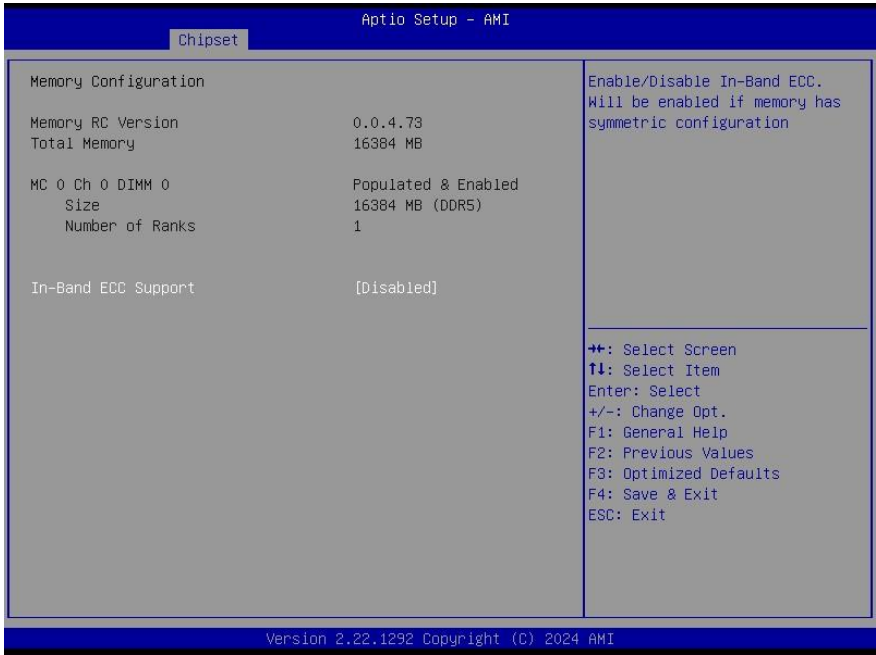 Aptio Setup – AMI
Chipset
Memory Configuration
Memory RC Version 0.0.4.73
Total Memory 16384 MB
MC 0 Ch 0 DIMM 0 Populated & Enabled
Size 16384 MB (DDR5)
Number of Ranks 1
In-Band ECC Support [Disabled]
Enable/Disable In-Band ECC.
Will be enabled if memory has
symmetric configuration
→←: Select Screen
↑↓: Select Item
Enter: Select
+/-: Change Opt.
F1: General Help
F2: Previous Values
F3: Optimized Defaults
F4: Save & Exit
ESC: Exit
Version 2.22.1292 Copyright (C) 2024 AMI